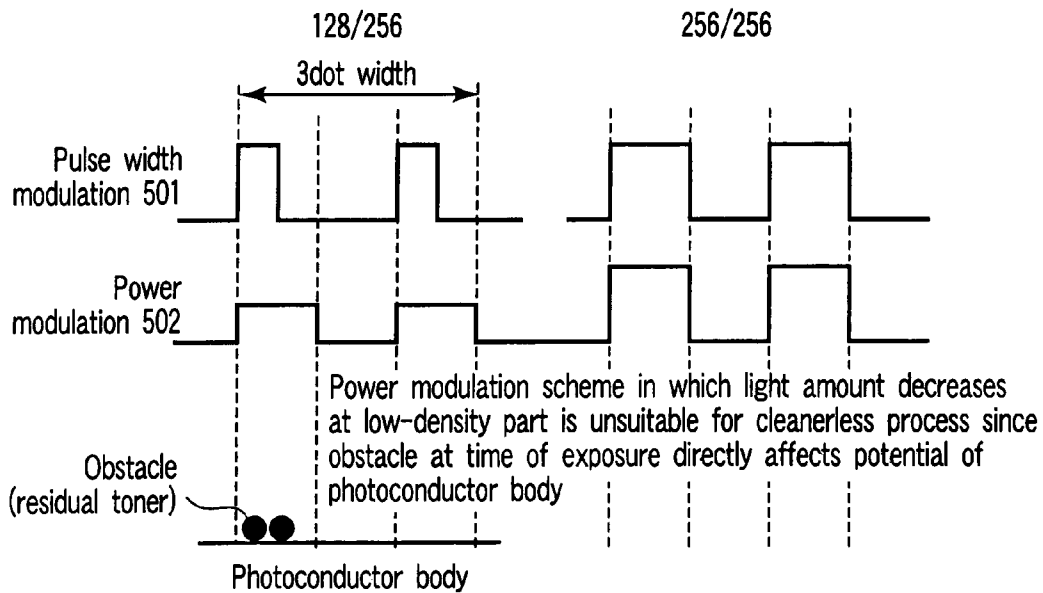 128/256
256/256
3dot width
Pulse width
modulation 501
Power
modulation 502
Power modulation scheme in which light amount decreases
at low-density part is unsuitable for cleanerless process since
obstacle at time of exposure directly affects potential of
photoconductor body
Obstacle
(residual toner)
Photoconductor body